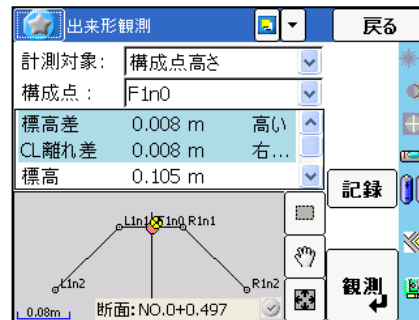 出来形観測
戻る
計測対象: 構成点高さ
構成点: F1n0
標高差 0.008 m 高い
CL離れ差 0.008 m 右...
標高 0.105 m
記録
L1n1 F1n0 R1n1
L1n2 R1n2
観測
0.08m 断面:NO.0+0.497